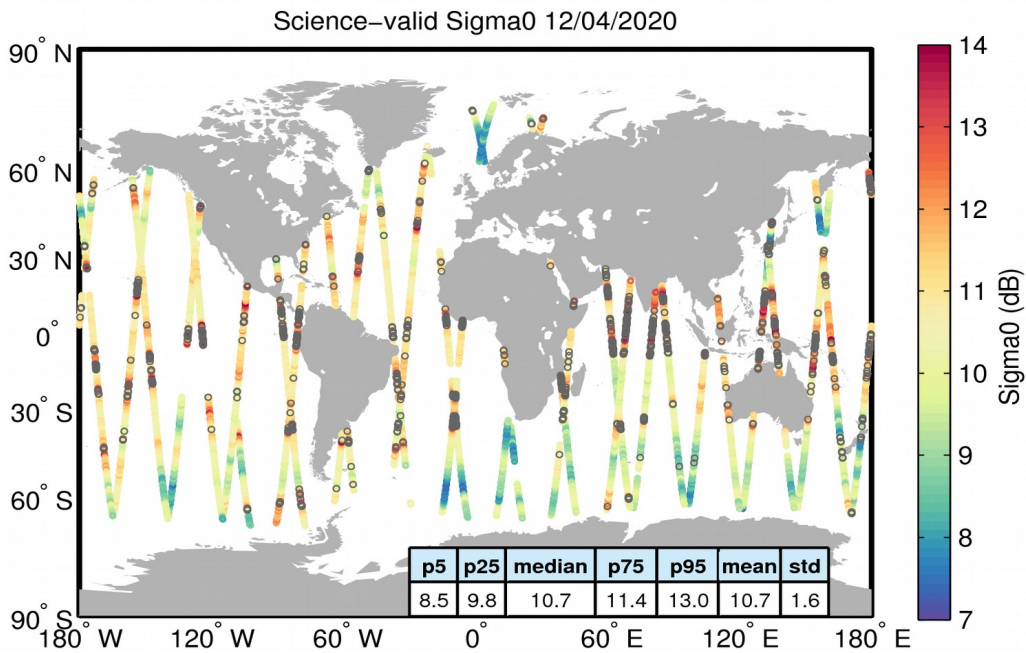 Science−valid Sigma0 12/04/2020
90° N
60° N
30° N
0°
30° S
60° S
90° S
180° W
120° W
60° W
0°
60° E
120° E
180° E
p5 p25 median p75 p95 mean std
8.5 9.8 10.7 11.4 13.0 10.7 1.6
14
13
12
11
10
9
8
7
Sigma0 (dB)